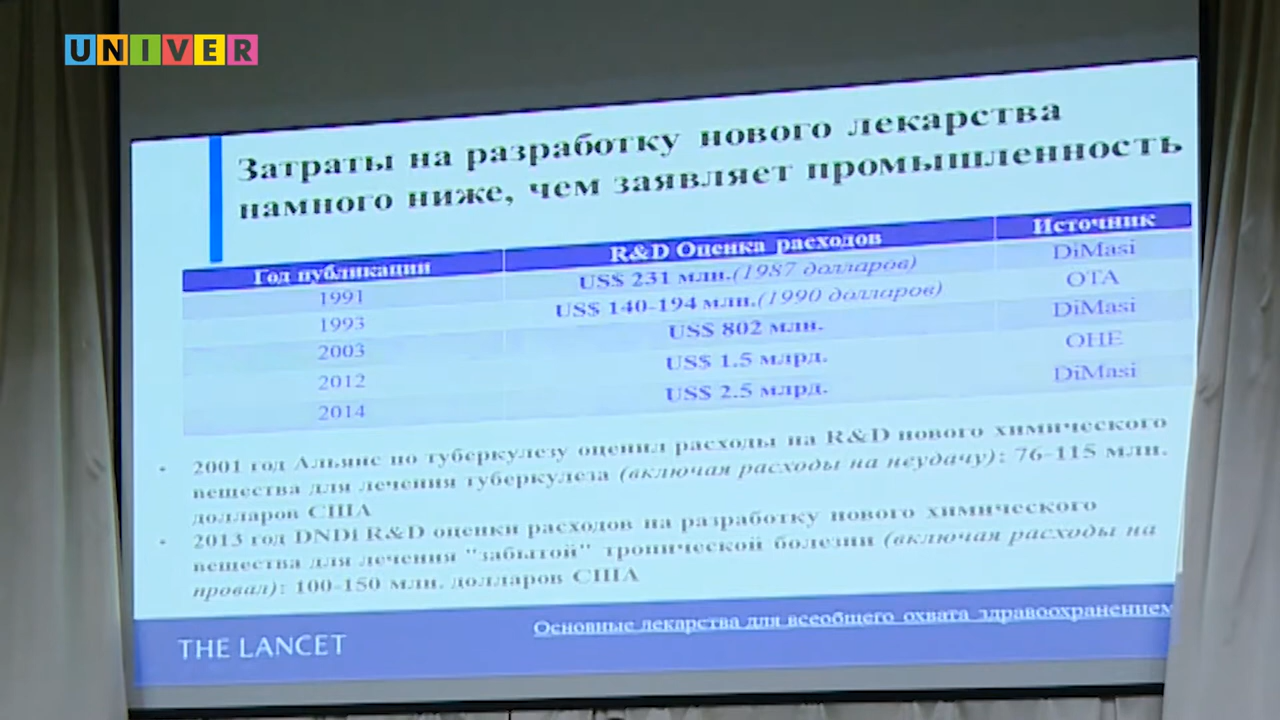 UNIVER
Затраты на разработку нового лекарства
намного ниже, чем заявляет промышленность
Год публикации R&D Оценка расходов Источник
1991 US$ 231 млн.(1987 долларов) DiMasi
1993 US$ 140-194 млн.(1990 долларов) OTA
2003 US$ 802 млн. DiMasi
2012 US$ 1.5 млрд. OHE
2014 US$ 2.5 млрд. DiMasi
• 2001 год Альянс по туберкулезу оценил расходы на R&D нового химического
вещества для лечения туберкулеза (включая расходы на неудачу): 76-115 млн.
долларов США
• 2013 год DNDi R&D оценки расходов на разработку нового химического
вещества для лечения "забытой" тропической болезни (включая расходы на
провал): 100-150 млн. долларов США
THE LANCET
Основные лекарства для всеобщего охвата здравоохранением